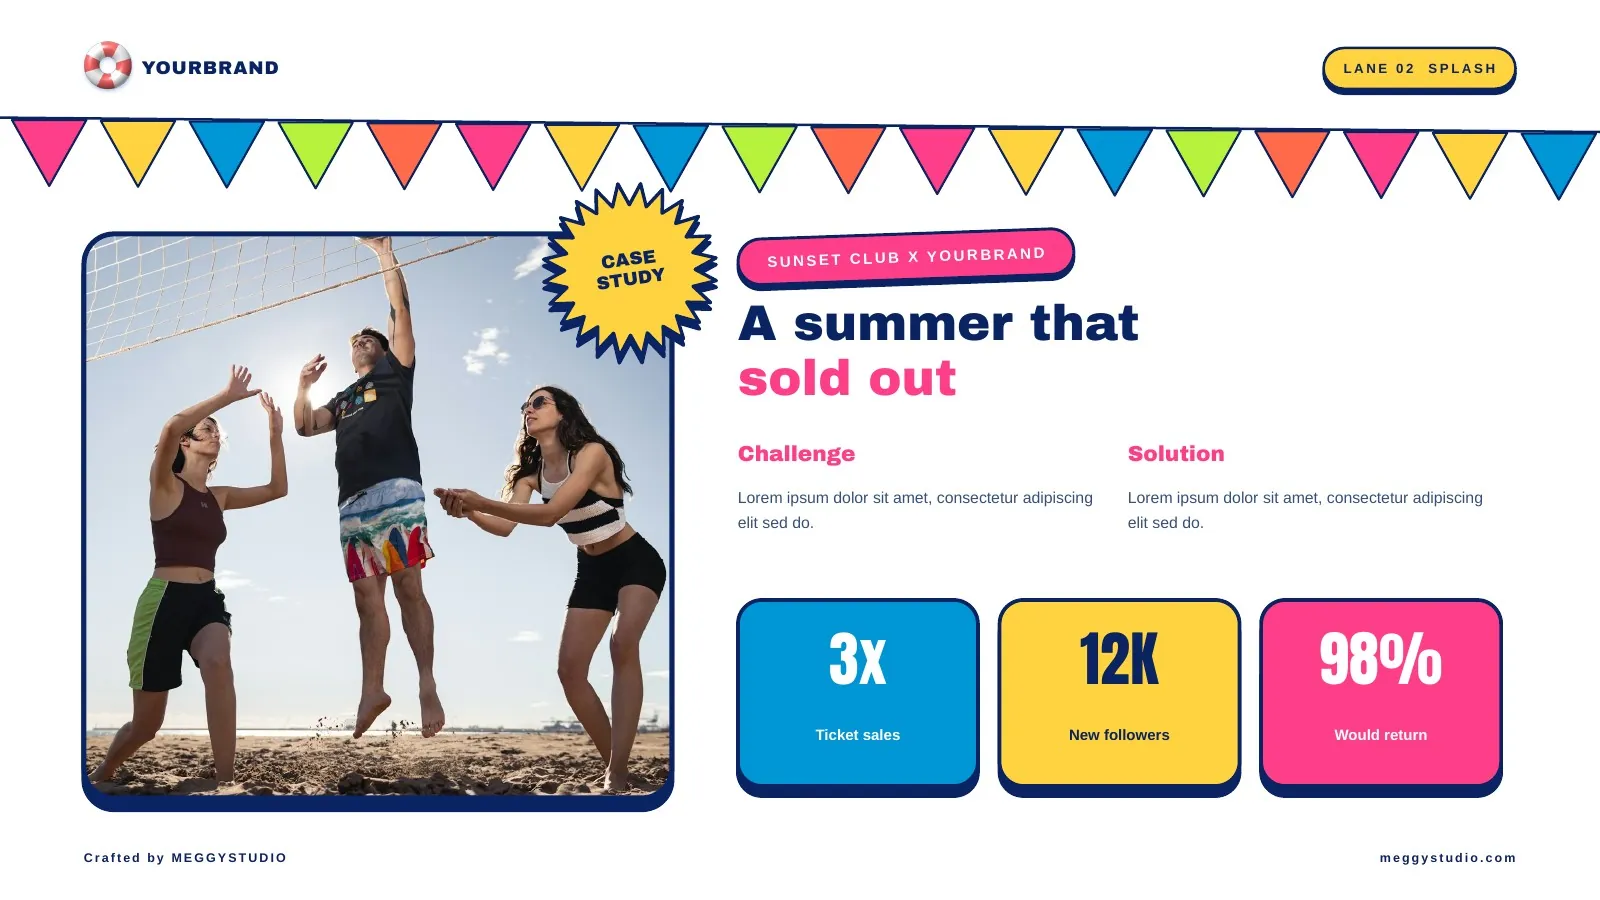 YOURBRAND
LANE 02 SPLASH
CASE
STUDY
SUNSET CLUB X YOURBRAND
A summer that
sold out
Challenge
Lorem ipsum dolor sit amet, consectetur adipiscing
elit sed do.
Solution
Lorem ipsum dolor sit amet, consectetur adipiscing
elit sed do.
3x
Ticket sales
12K
New followers
98%
Would return
Crafted by MEGGYSTUDIO
meggystudio.com